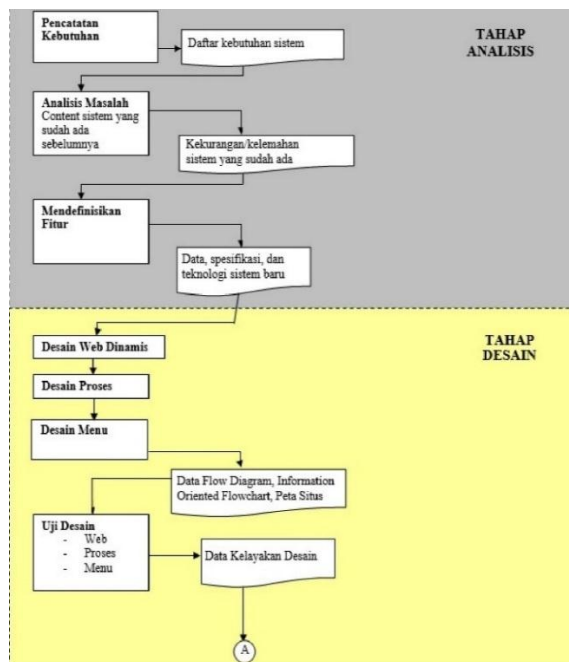 Pencatatan
Kebutuhan
Daftar kebutuhan sistem
TAHAP
ANALISIS
Analisis Masalah
Content sistem yang
sudah ada
sebelumnya
Kekurangan/kelemahan
sistem yang sudah ada
Mendefinisikan
Fitur
Data, spesifikasi, dan
teknologi sistem baru
TAHAP
DESAIN
Desain Web Dinamis
Desain Proses
Desain Menu
Data Flow Diagram, Information
Oriented Flowchart, Peta Situs
Uji Desain
- Web
- Proses
- Menu
Data Kelayakan Desain
A